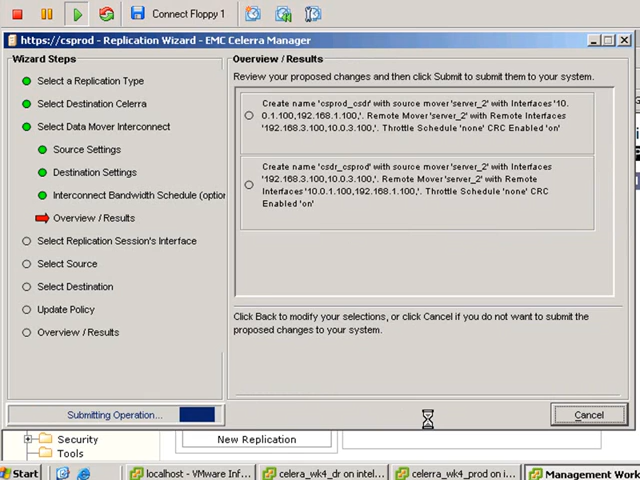 Connect Floppy 1
https://csprod - Replication Wizard - EMC Celerra Manager
Wizard Steps
Select a Replication Type
Select Destination Celerra
Select Data Mover Interconnect
Source Settings
Destination Settings
Interconnect Bandwidth Schedule (option
Overview / Results
Select Replication Session's Interface
Select Source
Select Destination
Update Policy
Overview / Results
Submitting Operation...
Overview / Results
Review your proposed changes and then click Submit to submit them to your system.
Create name 'csprod_csdr' with source mover 'server_2' with Interfaces '10.
0.1.100,192.168.1.100,'. Remote Mover 'server_2' with Remote Interfaces
'192.168.3.100,10.0.3.100,'. Throttle Schedule 'none' CRC Enabled 'on'
Create name 'csdr_csprod' with source mover 'server_2' with Interfaces
'192.168.3.100,10.0.3.100,'. Remote Mover 'server_2' with Remote
Interfaces '10.0.1.100,192.168.1.100,'. Throttle Schedule 'none' CRC
Enabled 'on'
Click Back to modify your selections, or click Cancel if you do not want to submit the
proposed changes to your system.
Cancel
Security
Tools
New Replication
Start
localhost - VMware Inf...
celera_wk4_dr on intel...
celerra_wk4_prod on i...
Management Work